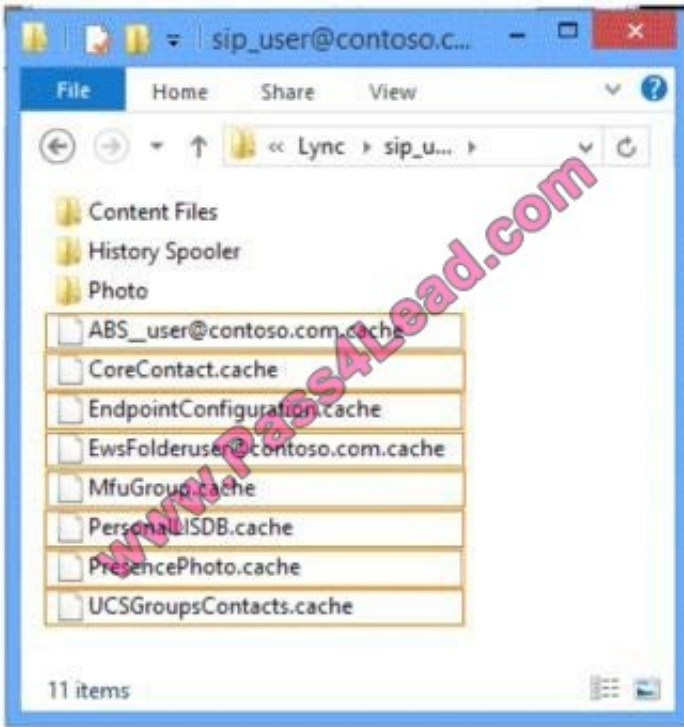 sip_user@contoso.c...
File Home Share View
« Lync ▸ sip_u... ▸
Content Files
History Spooler
Photo
ABS__user@contoso.com.cache
CoreContact.cache
EndpointConfiguration.cache
EwsFolderuser@contoso.com.cache
MfuGroup.cache
PersonalLISDB.cache
PresencePhoto.cache
UCSGroupsContacts.cache
11 items
www.Pass4Lead.com